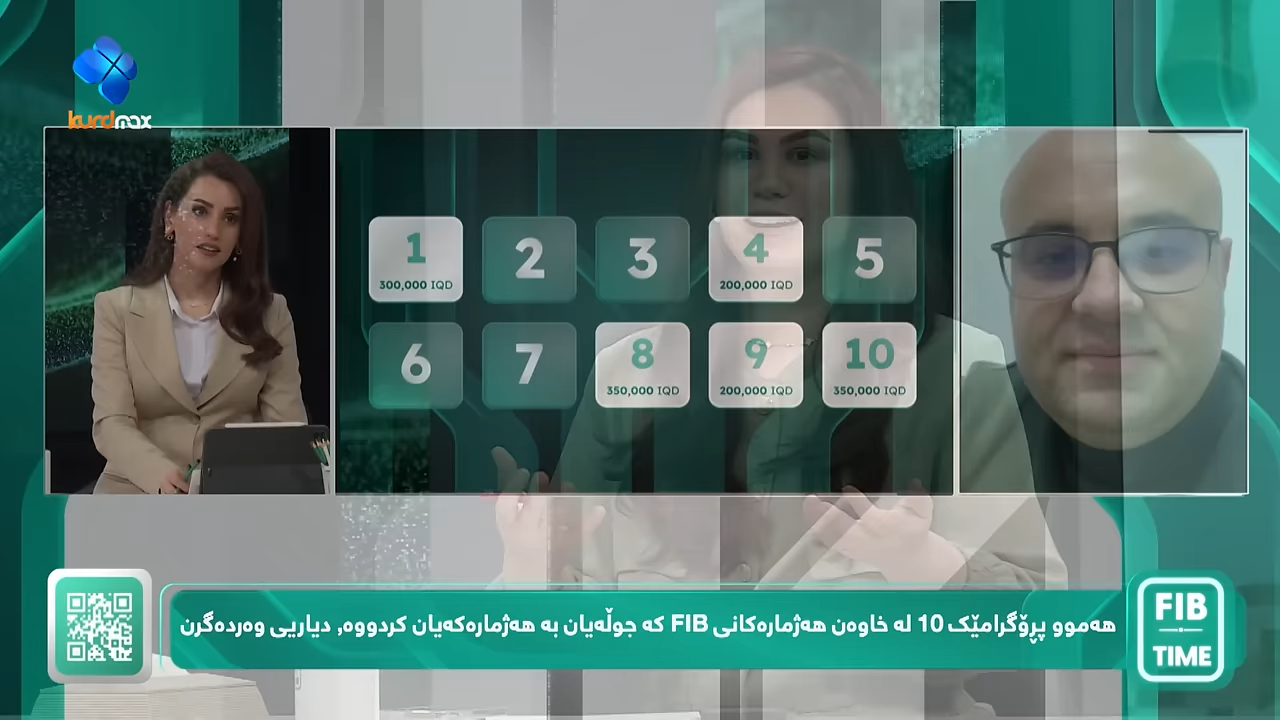 kurdmax
1
300,000 IQD
2
3
4
200,000 IQD
5
6
7
8
350,000 IQD
9
200,000 IQD
10
350,000 IQD
هەموو پڕۆگرامێک 10 لە خاوەن هەژمارەکانی FIB کە جوڵەیان بە هەژمارەکەیان کردووە, دیاریی وەردەگرن
FIB
TIME